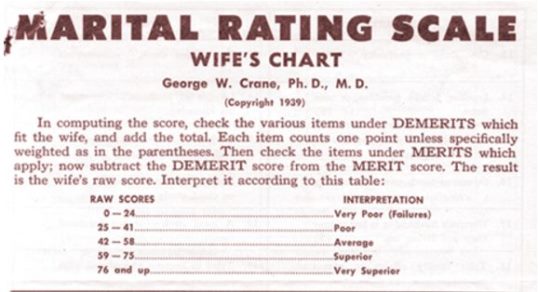 MARITAL RATING SCALE
WIFE'S CHART
George W. Crane, Ph. D., M. D.
(Copyright 1939)
In computing the score, check the various items under DEMERITS which
fit the wife, and add the total. Each item counts one point unless specifically
weighted as in the parentheses. Then check the items under MERITS which
apply; now subtract the DEMERIT score from the MERIT score. The result
is the wife's raw score. Interpret it according to this table:
RAW SCORES INTERPRETATION
0 — 24 Very Poor (Failures)
25 — 41 Poor
42 — 58 Average
59 — 75 Superior
76 and up Very Superior